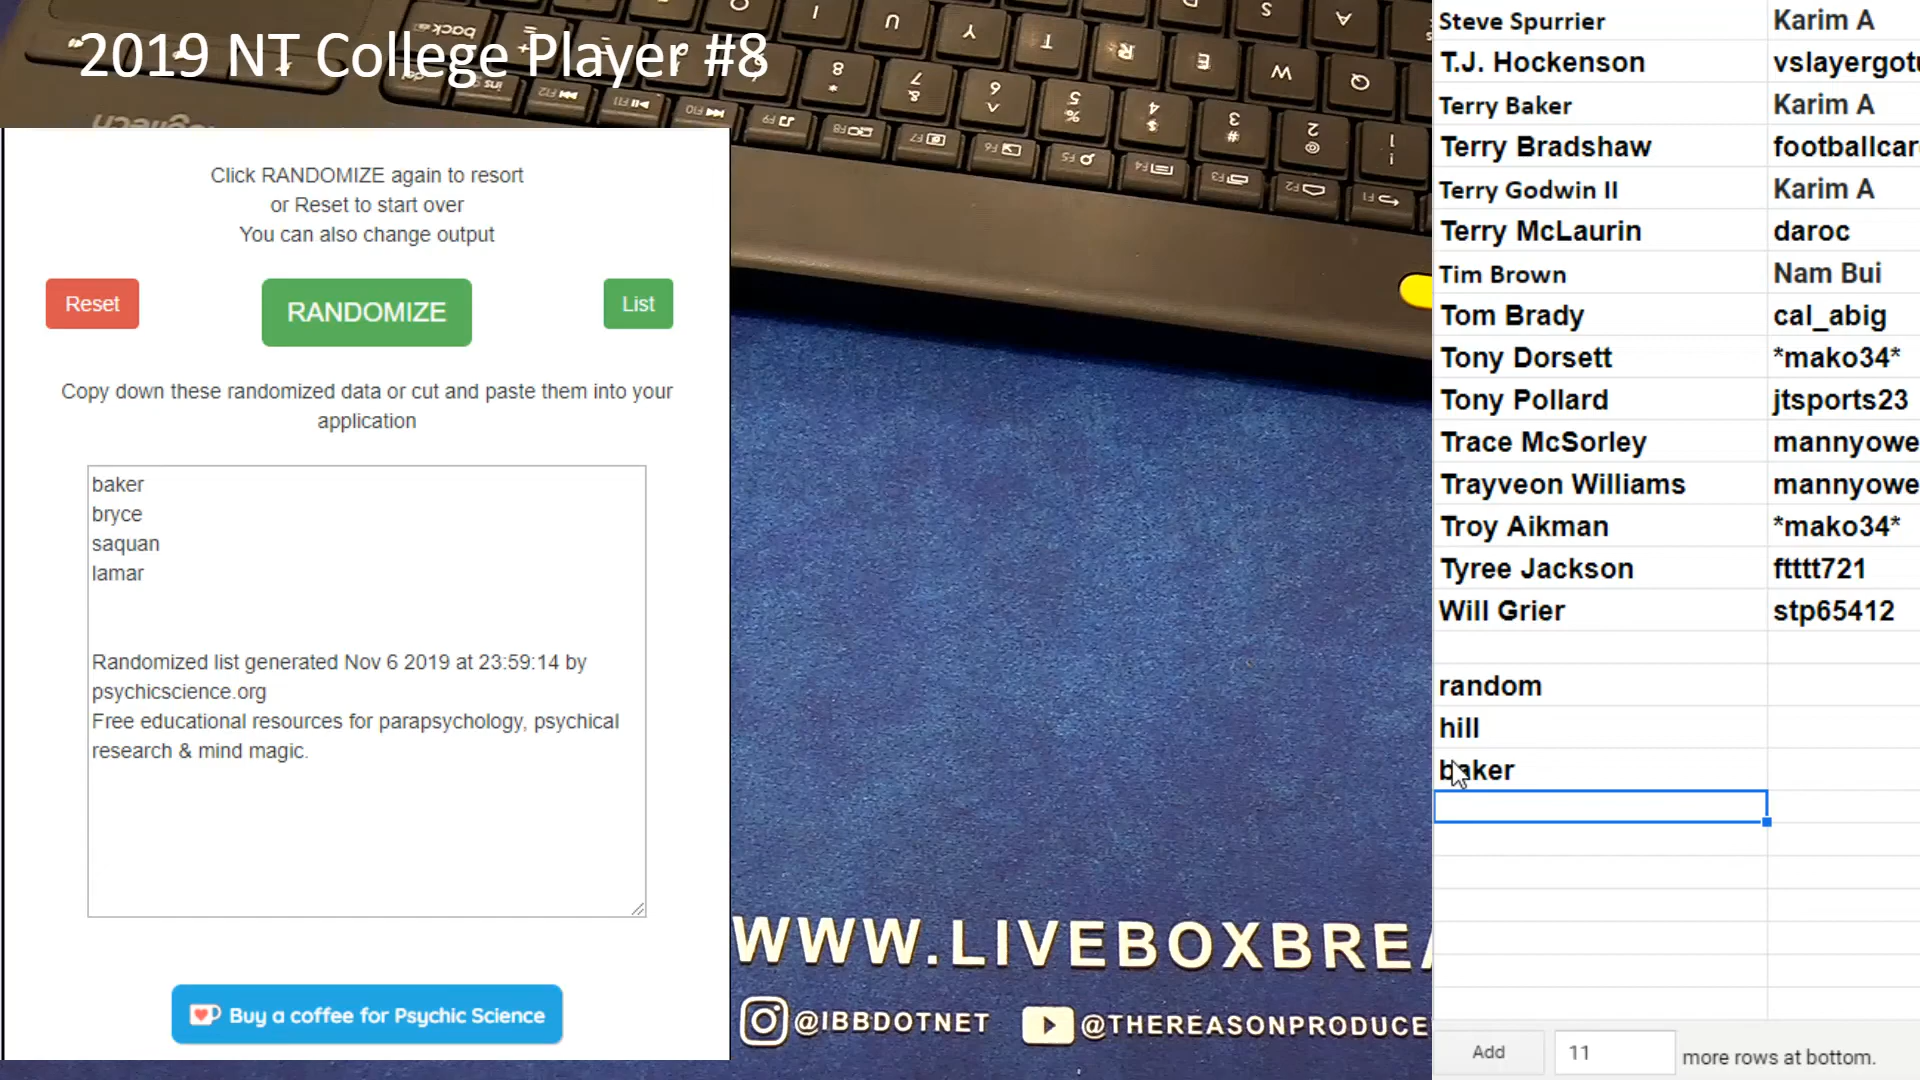 2019 NT College Player #8
Click RANDOMIZE again to resort
or Reset to start over
You can also change output
Reset
RANDOMIZE
List
Copy down these randomized data or cut and paste them into your
application
baker
bryce
saquan
lamar
Randomized list generated Nov 6 2019 at 23:59:14 by
psychicscience.org
Free educational resources for parapsychology, psychical
research & mind magic.
Buy a coffee for Psychic Science
WWW.LIVEBOXBREA
@IBBDOTNET
@THEREASONPRODUCE
Steve Spurrier Karim A
T.J. Hockenson vslayergotu
Terry Baker Karim A
Terry Bradshaw footballcar
Terry Godwin II Karim A
Terry McLaurin daroc
Tim Brown Nam Bui
Tom Brady cal_abig
Tony Dorsett *mako34*
Tony Pollard jtsports23
Trace McSorley mannyowe
Trayveon Williams mannyowe
Troy Aikman *mako34*
Tyree Jackson fttttt721
Will Grier stp65412
random
hill
baker
Add 11 more rows at bottom.